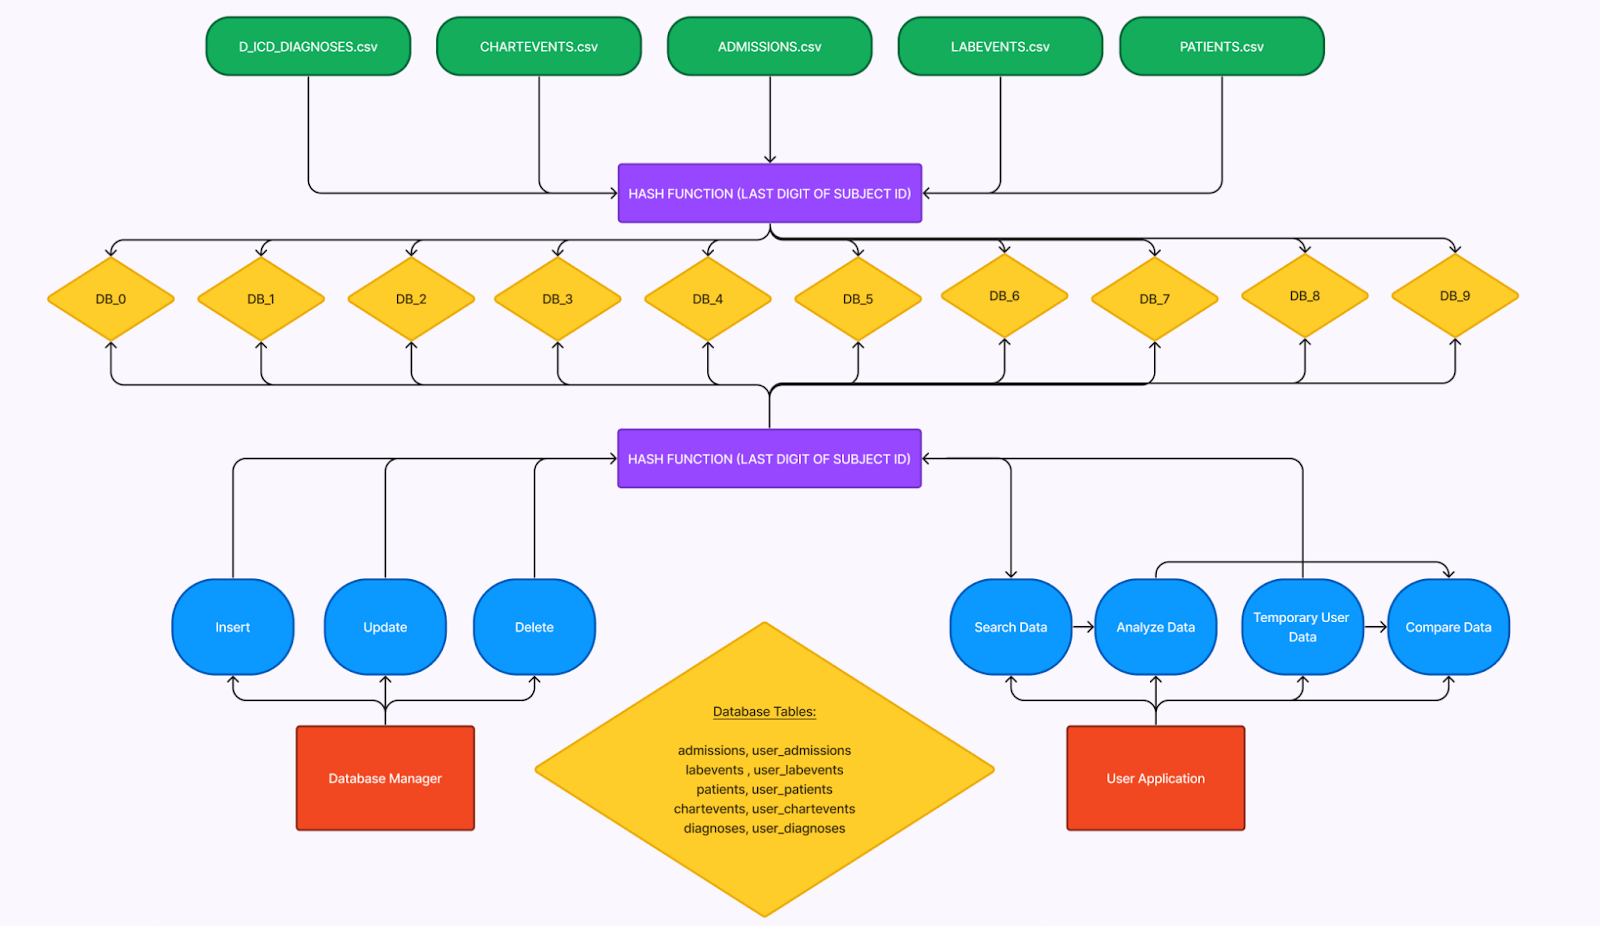 D_ICD_DIAGNOSES.csv
CHARTEVENTS.csv
ADMISSIONS.csv
LABEVENTS.csv
PATIENTS.csv
HASH FUNCTION (LAST DIGIT OF SUBJECT ID)
DB_0
DB_1
DB_2
DB_3
DB_4
DB_5
DB_6
DB_7
DB_8
DB_9
HASH FUNCTION (LAST DIGIT OF SUBJECT ID)
Insert
Update
Delete
Search Data
Analyze Data
Temporary User
Data
Compare Data
Database Manager
Database Tables:
admissions, user_admissions
labevents , user_labevents
patients, user_patients
chartevents, user_chartevents
diagnoses, user_diagnoses
User Application